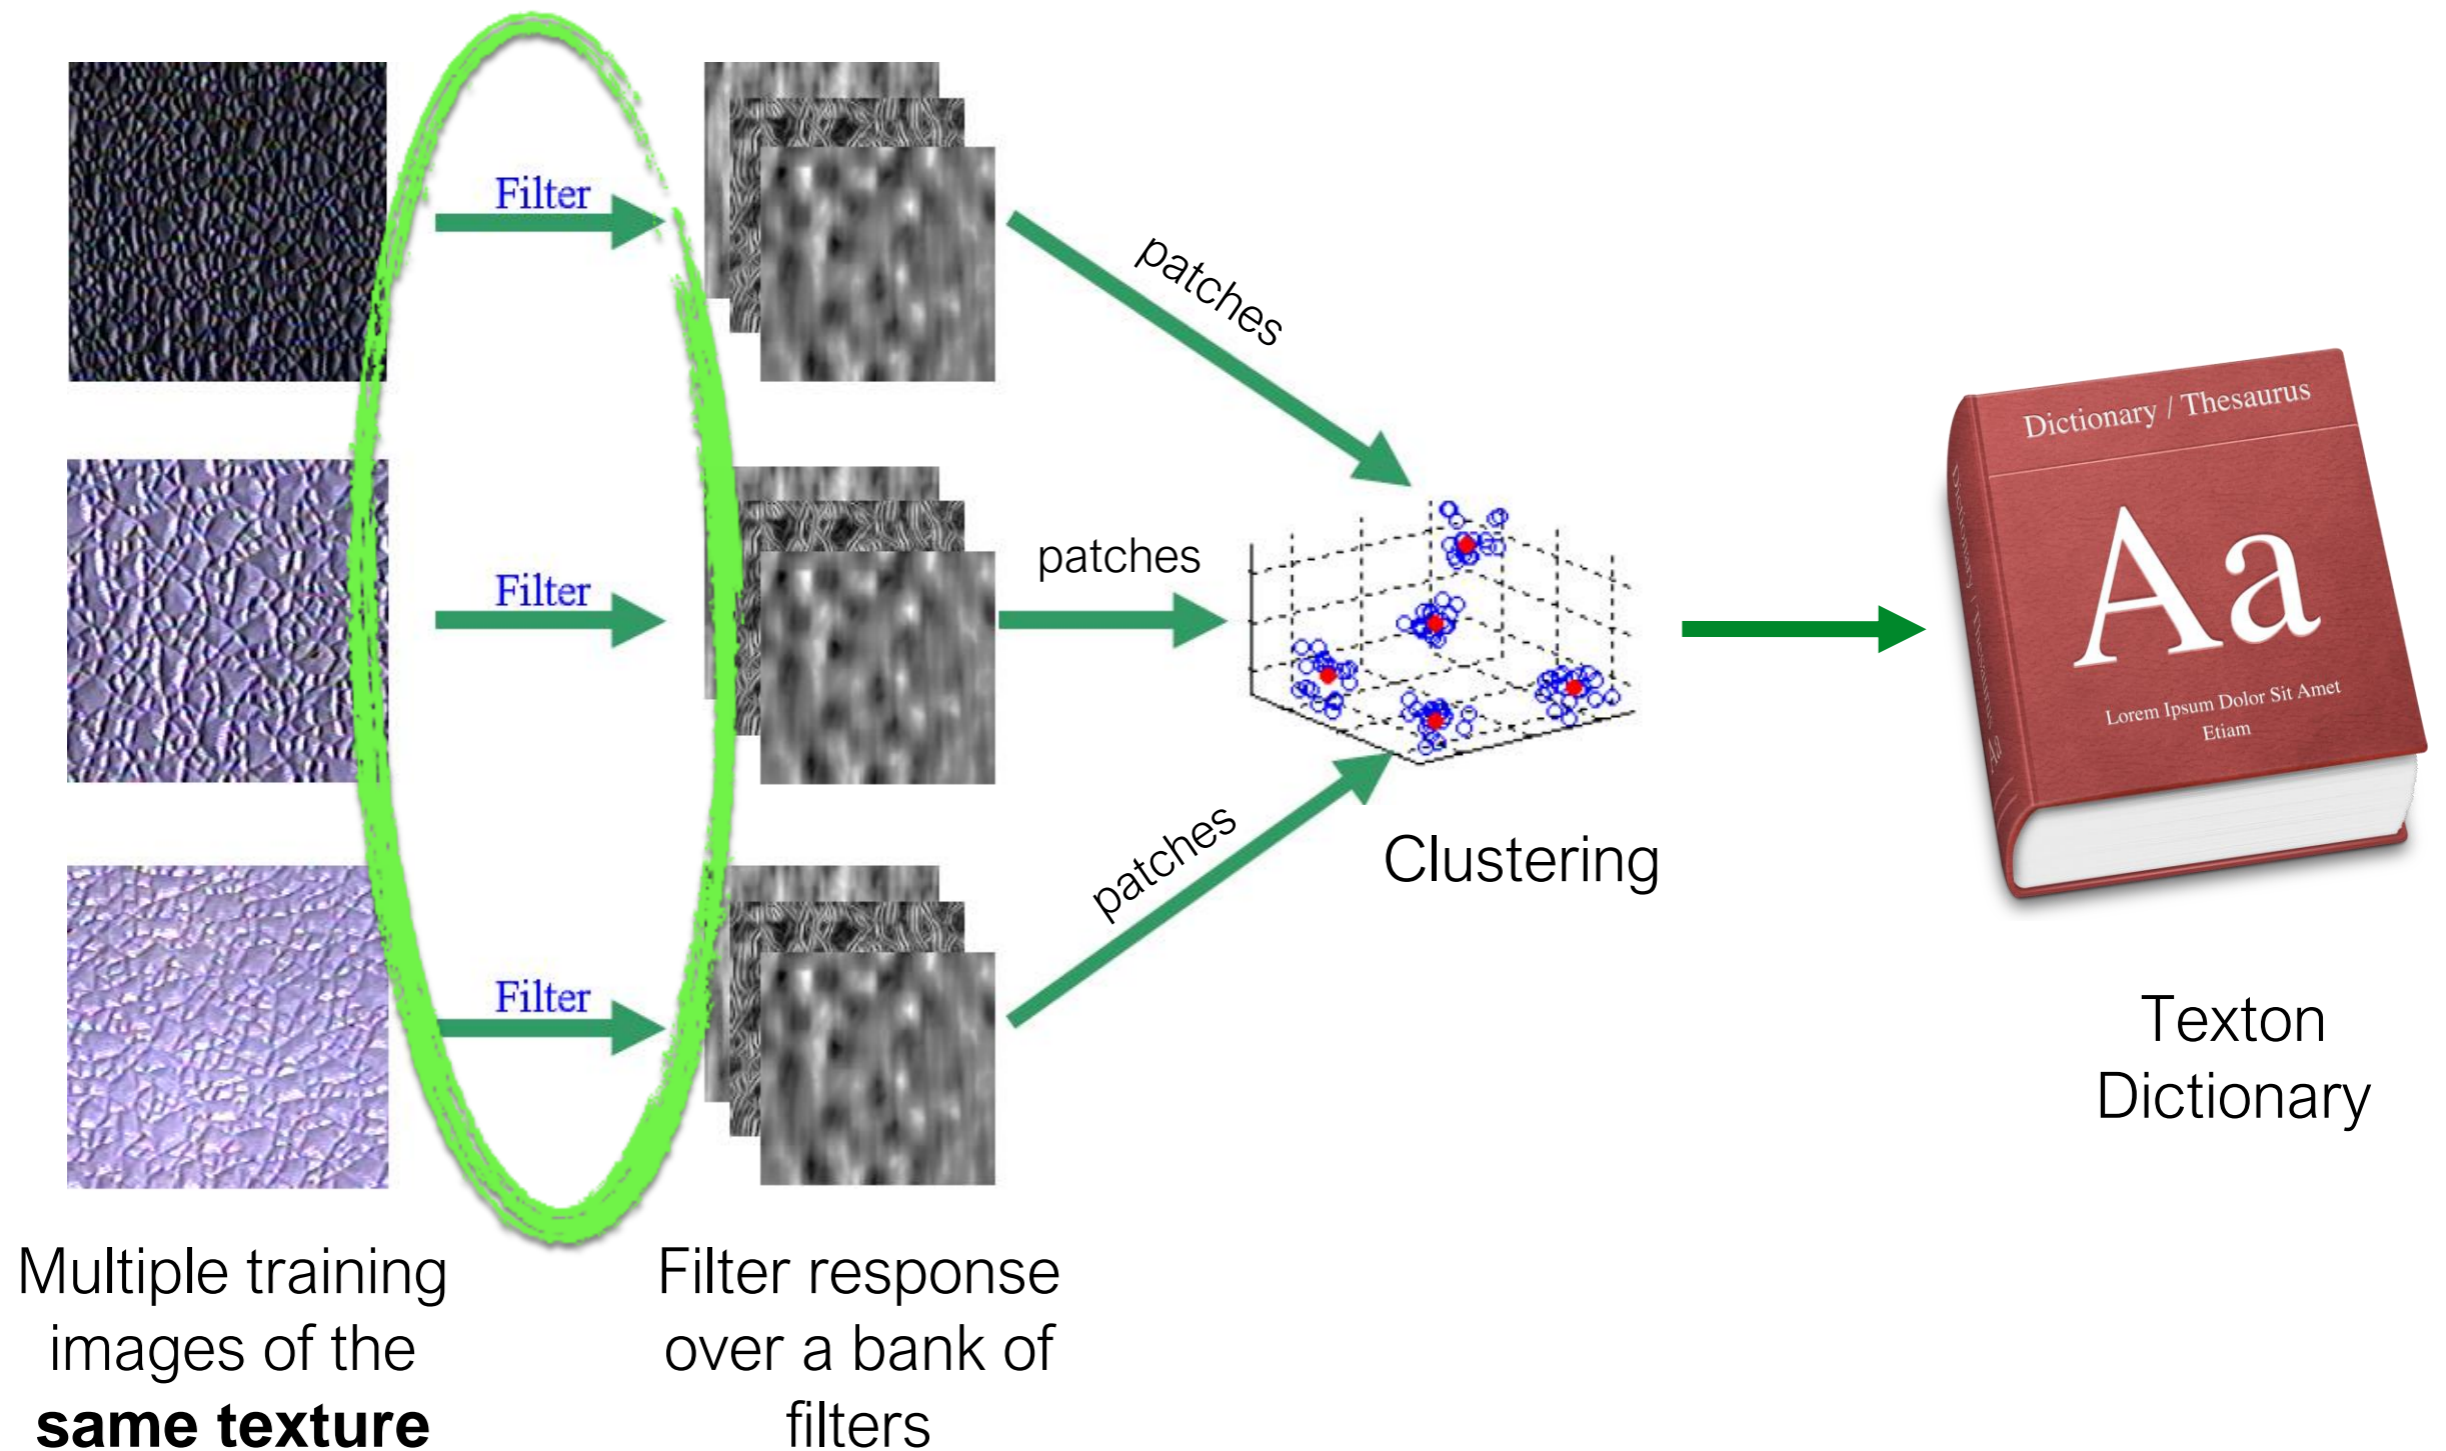 Filter
patches
Filter
patches
Filter
patches
Clustering
Dictionary / Thesaurus
Aa
Lorem Ipsum Dolor Sit Amet
Etiam
Texton
Dictionary
Multiple training
images of the
same texture
Filter response
over a bank of
filters